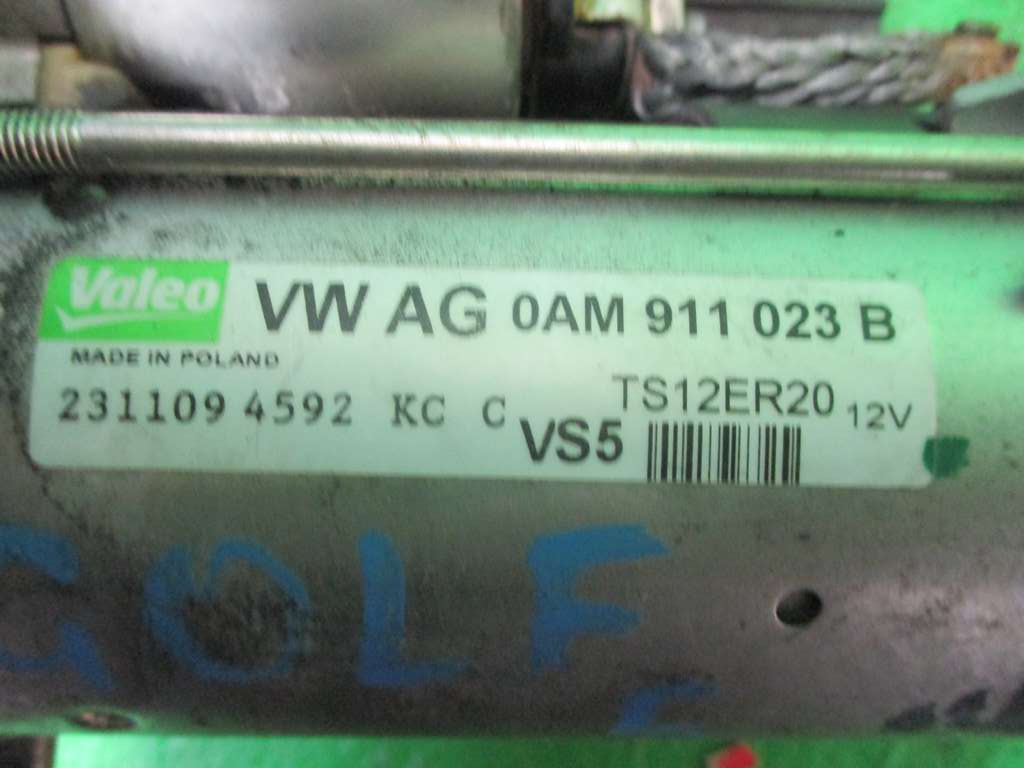 Valeo VW AG 0AM 911 023 B
MADE IN POLAND
231109 4592 KC C TS12ER20 12V
VS5
GOLF